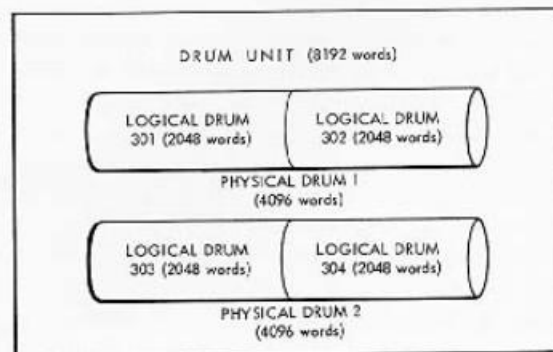 DRUM UNIT (8192 words)
LOGICAL DRUM
301 (2048 words)
LOGICAL DRUM
302 (2048 words)
PHYSICAL DRUM 1
(4096 words)
LOGICAL DRUM
303 (2048 words)
LOGICAL DRUM
304 (2048 words)
PHYSICAL DRUM 2
(4096 words)